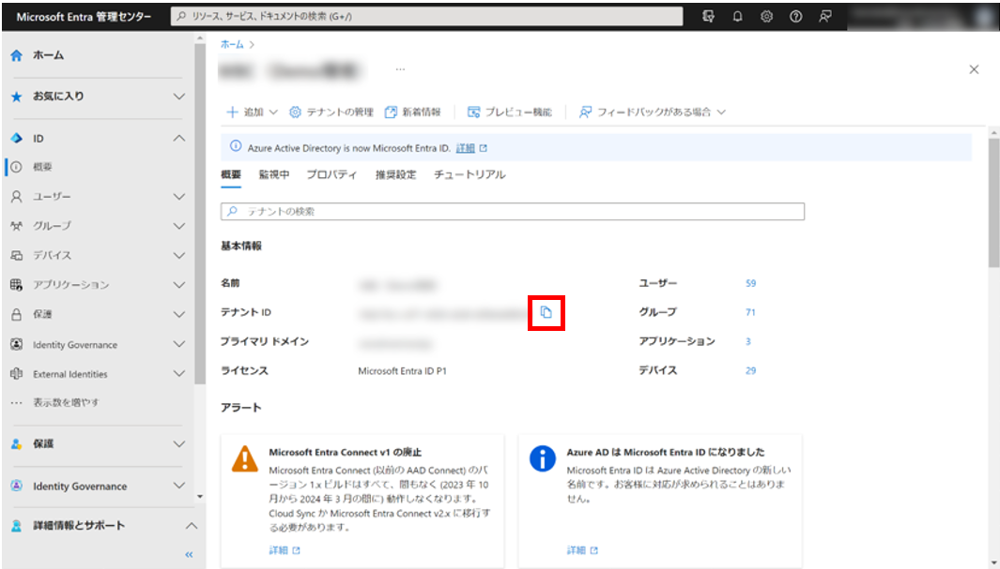 Microsoft Entra 管理センター
リソース、サービス、ドキュメントの検索 (G+/)
ホーム
お気に入り
ID
概要
ユーザー
グループ
デバイス
アプリケーション
保護
Identity Governance
External Identities
表示数を増やす
保護
Identity Governance
詳細情報とサポート
ホーム
追加
テナントの管理
新着情報
プレビュー機能
フィードバックがある場合
Azure Active Directory is now Microsoft Entra ID. 詳細
概要 監視中 プロパティ 推奨設定 チュートリアル
テナントの検索
基本情報
名前
テナント ID
プライマリ ドメイン
ライセンス Microsoft Entra ID P1
ユーザー 59
グループ 71
アプリケーション 3
デバイス 29
アラート
Microsoft Entra Connect v1 の廃止
Microsoft Entra Connect (以前の AAD Connect) のバ
ージョン 1.x ビルドはすべて、間もなく (2023 年 10
月から 2024 年 3 月の間に) 動作しなくなります。
Cloud Sync か Microsoft Entra Connect v2.x に移行す
る必要があります。
詳細
Azure AD は Microsoft Entra ID になりました
Microsoft Entra ID は Azure Active Directory の新しい
名前です。お客様に対応が求められることはありま
せん。
詳細